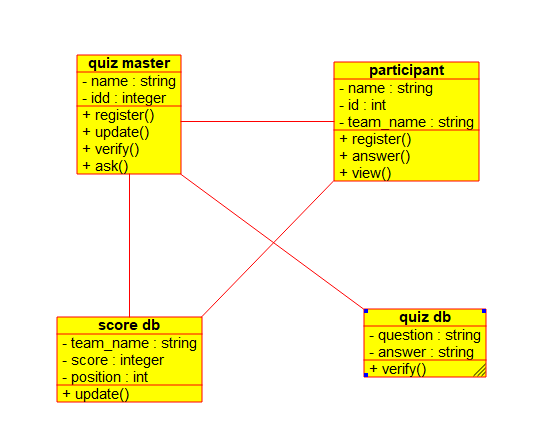 quiz master
- name : string
- idd : integer
+ register()
+ update()
+ verify()
+ ask()
participant
- name : string
- id : int
- team_name : string
+ register()
+ answer()
+ view()
score db
- team_name : string
- score : integer
- position : int
+ update()
quiz db
- question : string
- answer : string
+ verify()